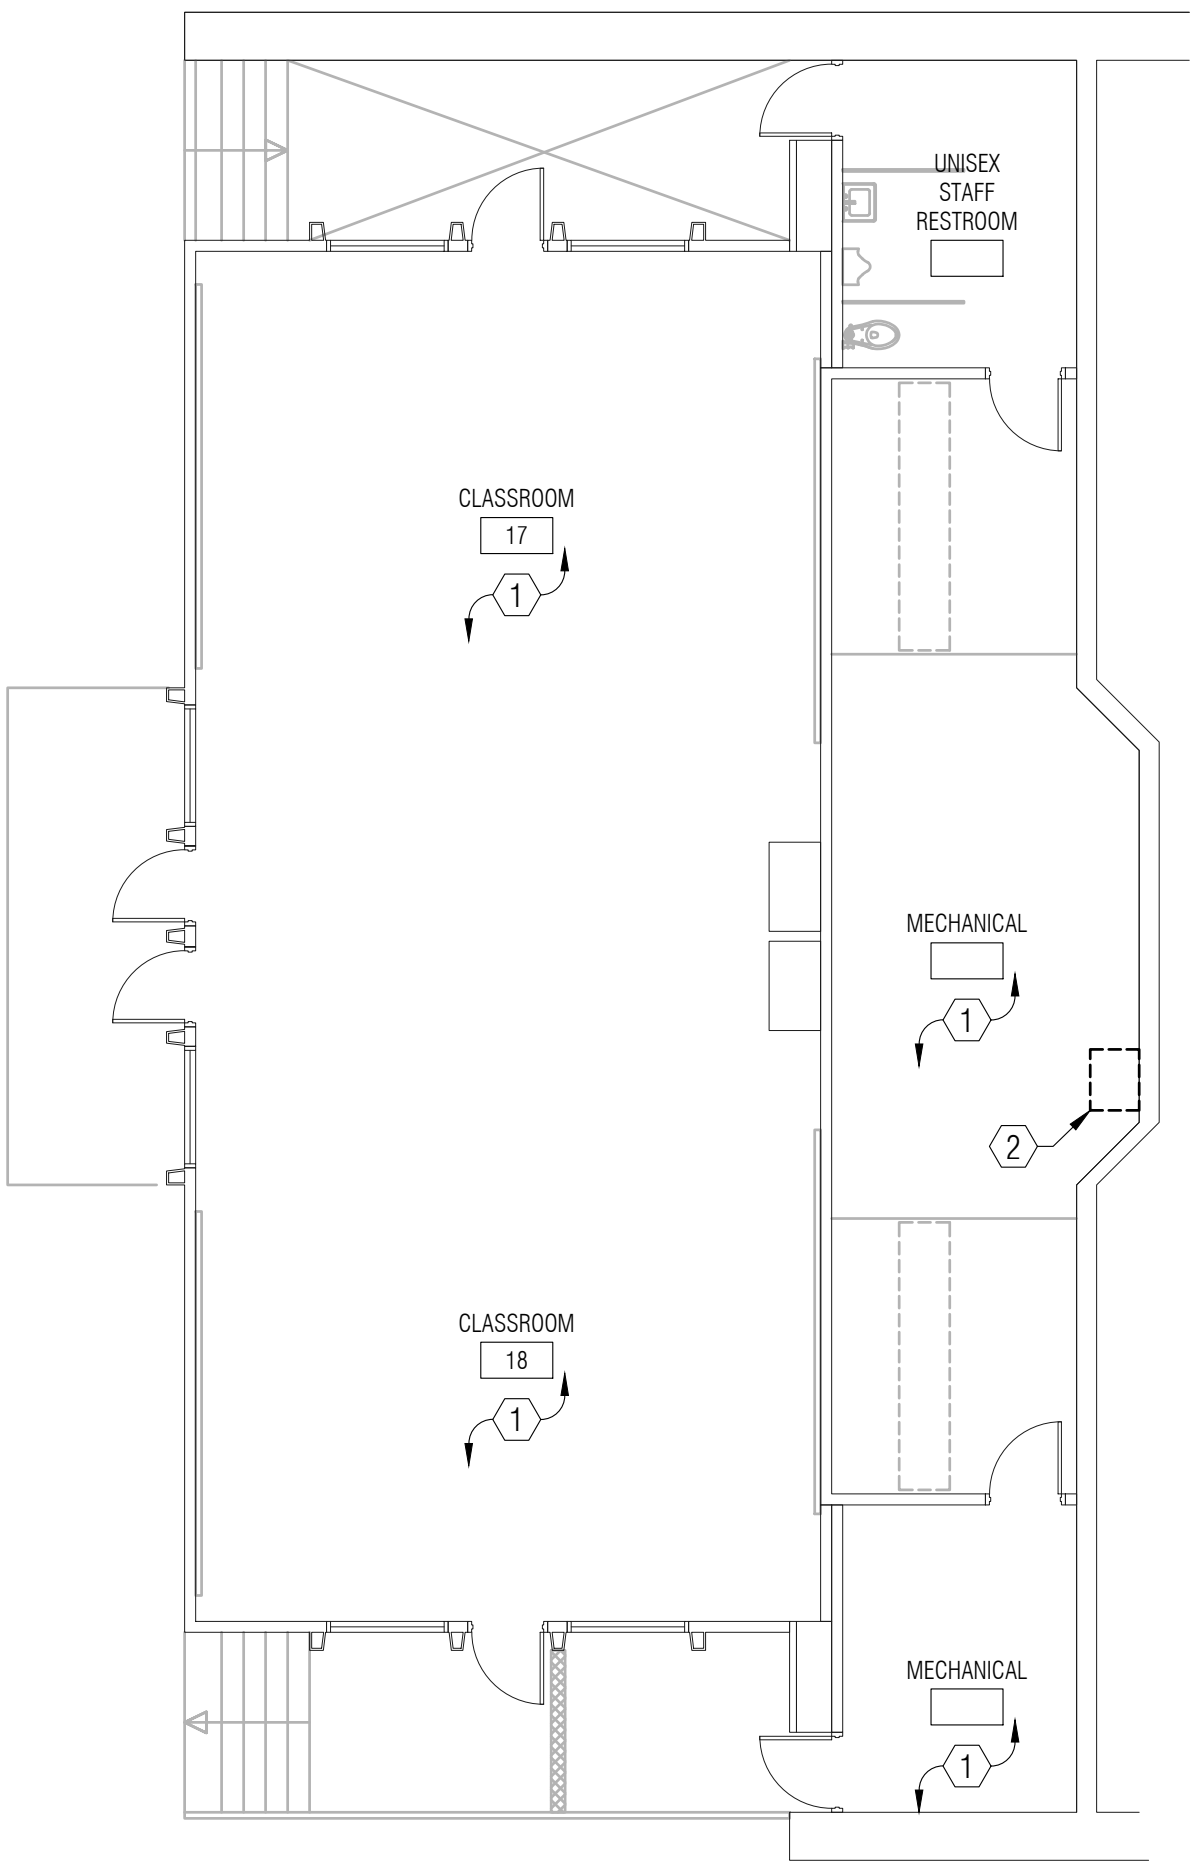 UNISEX
STAFF
RESTROOM
CLASSROOM
17
1
MECHANICAL
1
2
CLASSROOM
18
1
MECHANICAL
1